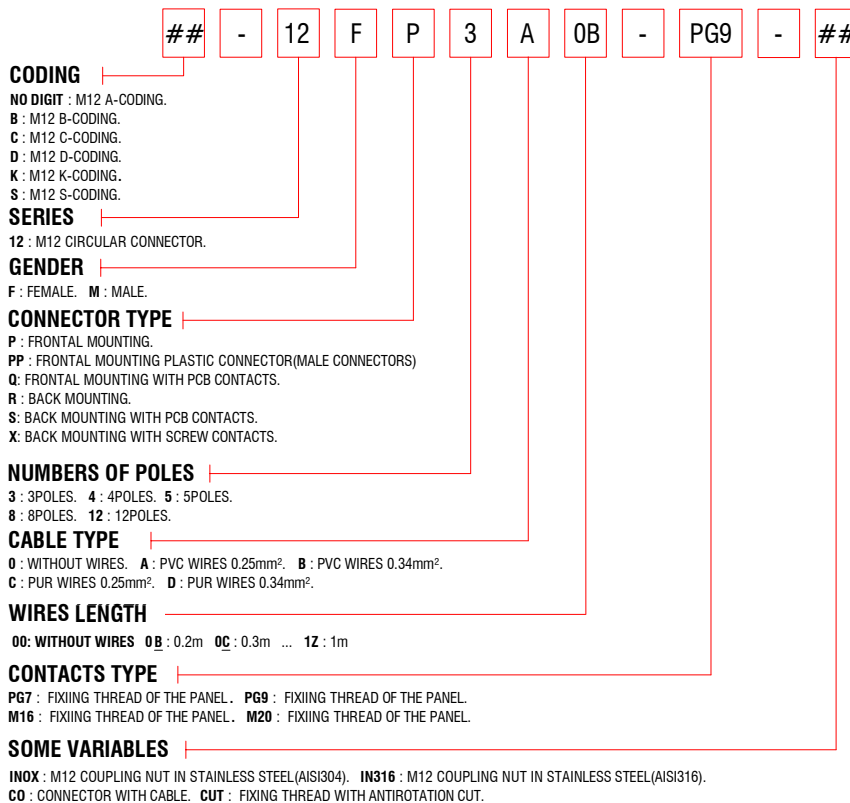 ## - 12 F P 3 A 0B - PG9 - ##
CODING
NO DIGIT : M12 A-CODING.
B : M12 B-CODING.
C : M12 C-CODING.
D : M12 D-CODING.
K : M12 K-CODING.
S : M12 S-CODING.
SERIES
12 : M12 CIRCULAR CONNECTOR.
GENDER
F : FEMALE. M : MALE.
CONNECTOR TYPE
P : FRONTAL MOUNTING.
PP : FRONTAL MOUNTING PLASTIC CONNECTOR(MALE CONNECTORS)
Q: FRONTAL MOUNTING WITH PCB CONTACTS.
R : BACK MOUNTING.
S: BACK MOUNTING WITH PCB CONTACTS.
X: BACK MOUNTING WITH SCREW CONTACTS.
NUMBERS OF POLES
3 : 3POLES. 4 : 4POLES. 5 : 5POLES.
8 : 8POLES. 12 : 12POLES.
CABLE TYPE
0 : WITHOUT WIRES. A : PVC WIRES 0.25mm². B : PVC WIRES 0.34mm².
C : PUR WIRES 0.25mm². D : PUR WIRES 0.34mm².
WIRES LENGTH
00: WITHOUT WIRES 0B : 0.2m 0C : 0.3m ... 1Z : 1m
CONTACTS TYPE
PG7 : FIXIING THREAD OF THE PANEL. PG9 : FIXIING THREAD OF THE PANEL.
M16 : FIXIING THREAD OF THE PANEL. M20 : FIXIING THREAD OF THE PANEL.
SOME VARIABLES
INOX : M12 COUPLING NUT IN STAINLESS STEEL(AISI304). IN316 : M12 COUPLING NUT IN STAINLESS STEEL(AISI316).
CO : CONNECTOR WITH CABLE. CUT : FIXING THREAD WITH ANTIROTATION CUT.